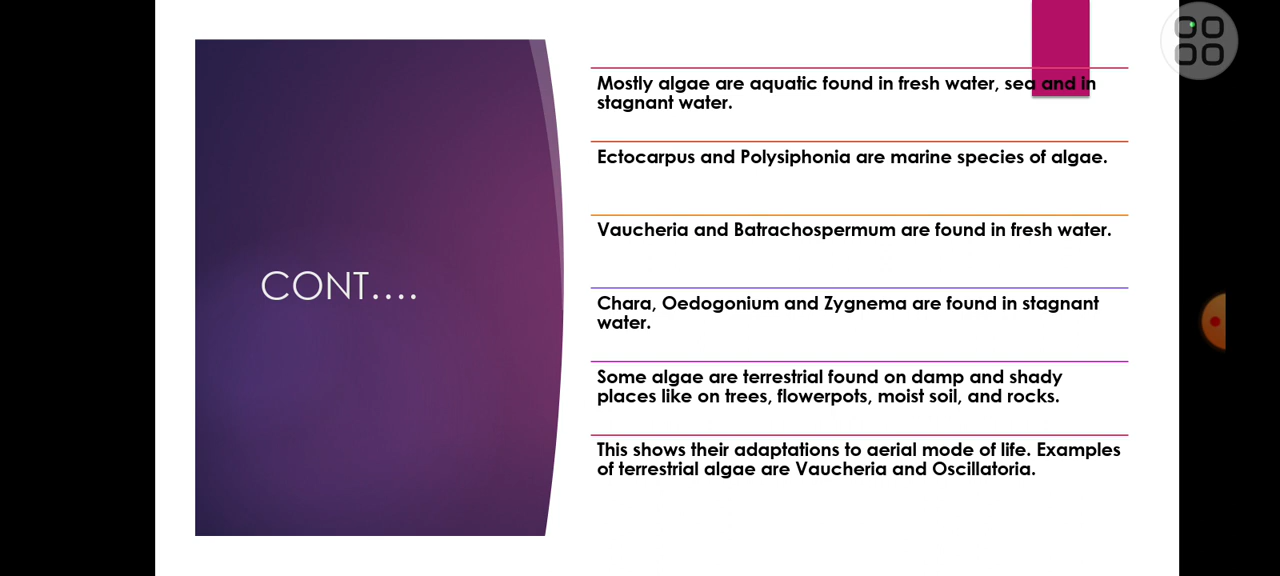 CONT....
Mostly algae are aquatic found in fresh water, sea and in
stagnant water.
Ectocarpus and Polysiphonia are marine species of algae.
Vaucheria and Batrachospermum are found in fresh water.
Chara, Oedogonium and Zygnema are found in stagnant
water.
Some algae are terrestrial found on damp and shady
places like on trees, flowerpots, moist soil, and rocks.
This shows their adaptations to aerial mode of life. Examples
of terrestrial algae are Vaucheria and Oscillatoria.